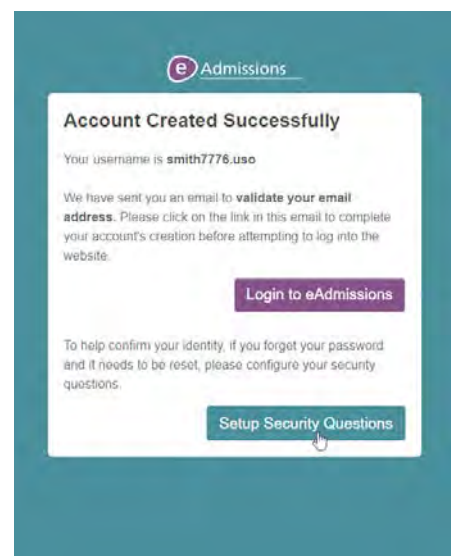 e Admissions
Account Created Successfully
Your username is smith7776.uso
We have sent you an email to validate your email
address. Please click on the link in this email to complete
your account's creation before attempting to log into the
website.
Login to eAdmissions
To help confirm your identity, if you forget your password
and it needs to be reset, please configure your security
questions.
Setup Security Questions